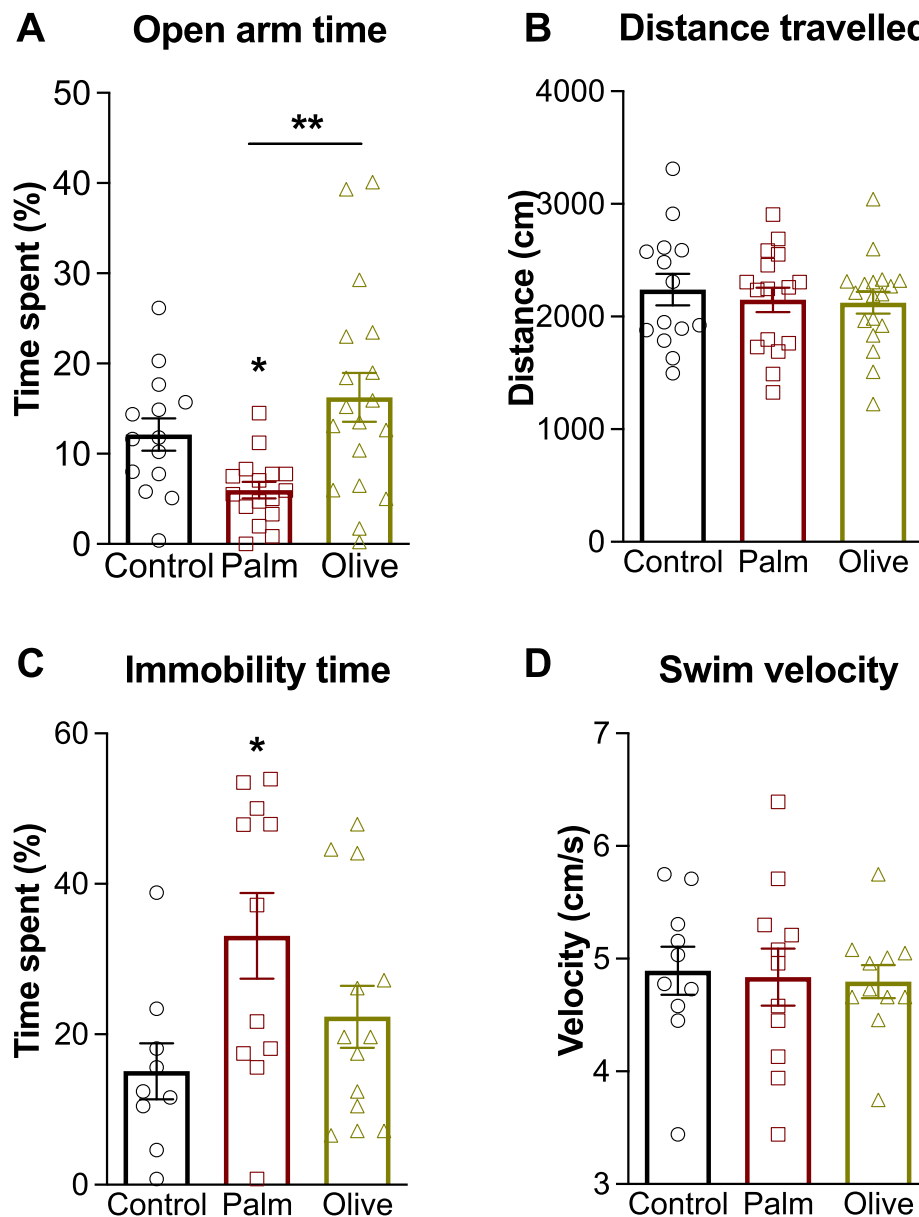 A Open arm time
Time spent (%)
50
40
30
20
10
0
**
*
Control Palm Olive
B Distance travelled
Distance (cm)
4000
3000
2000
1000
0
Control Palm Olive
C Immobility time
Time spent (%)
60
40
20
0
*
Control Palm Olive
D Swim velocity
Velocity (cm/s)
7
6
5
4
3
Control Palm Olive